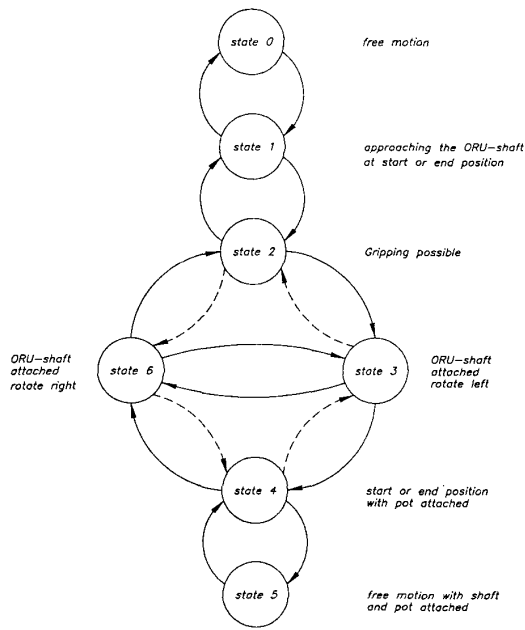 state 0
free motion
state 1
approaching the ORU-shaft
at start or end position
state 2
Gripping possible
ORU-shaft
attached
rotate right
state 6
state 3
ORU-shaft
attached
rotate left
state 4
start or end position
with pot attached
state 5
free motion with shaft
and pot attached